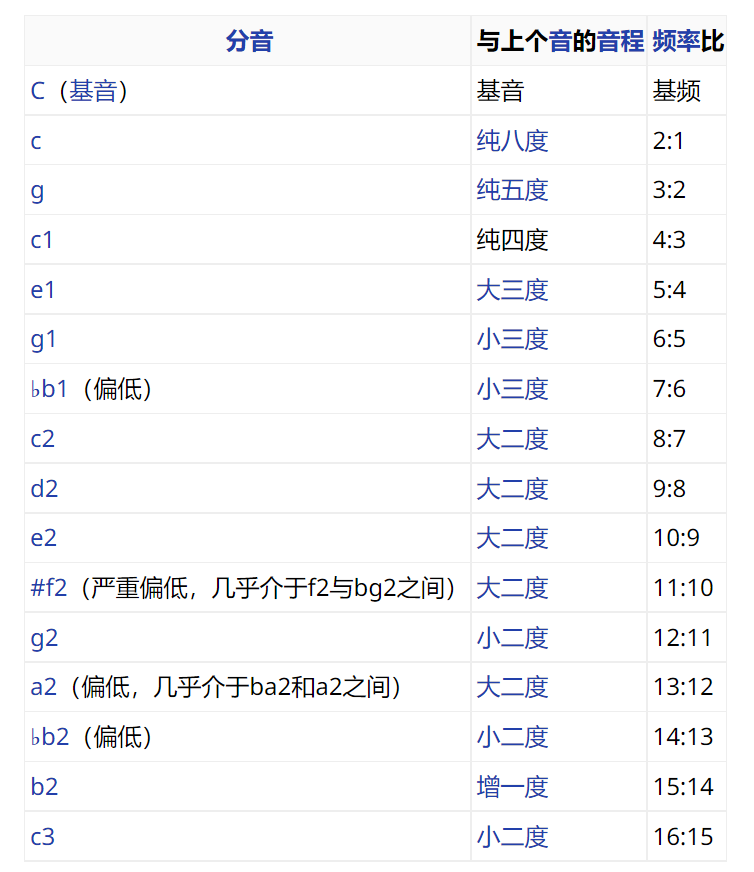 分音 与上个音的音程 频率比
C（基音） 基音 基频
c 纯八度 2:1
g 纯五度 3:2
c1 纯四度 4:3
e1 大三度 5:4
g1 小三度 6:5
♭b1（偏低） 小三度 7:6
c2 大二度 8:7
d2 大二度 9:8
e2 大二度 10:9
#f2（严重偏低，几乎介于f2与bg2之间） 大二度 11:10
g2 小二度 12:11
a2（偏低，几乎介于ba2和a2之间） 大二度 13:12
♭b2（偏低） 小二度 14:13
b2 增一度 15:14
c3 小二度 16:15